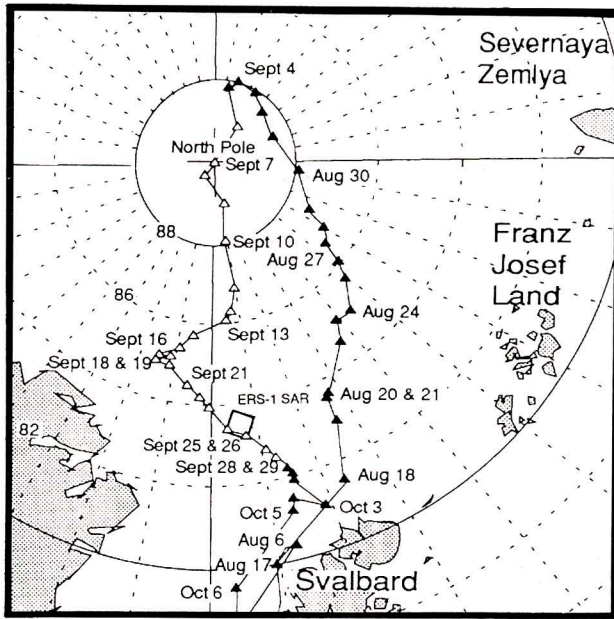 Severnaya
Zemlya
Sept 4
North Pole
Sept 7
Aug 30
88
Sept 10
Franz
Josef
Land
Aug 27
86
Aug 24
Sept 13
Sept 16
Sept 18 & 19
Sept 21
ERS-1 SAR
Aug 20 & 21
82
Sept 25 & 26
Sept 28 & 29
Aug 18
Oct 5
Oct 3
Aug 6
Aug 17
Svalbard
Oct 6